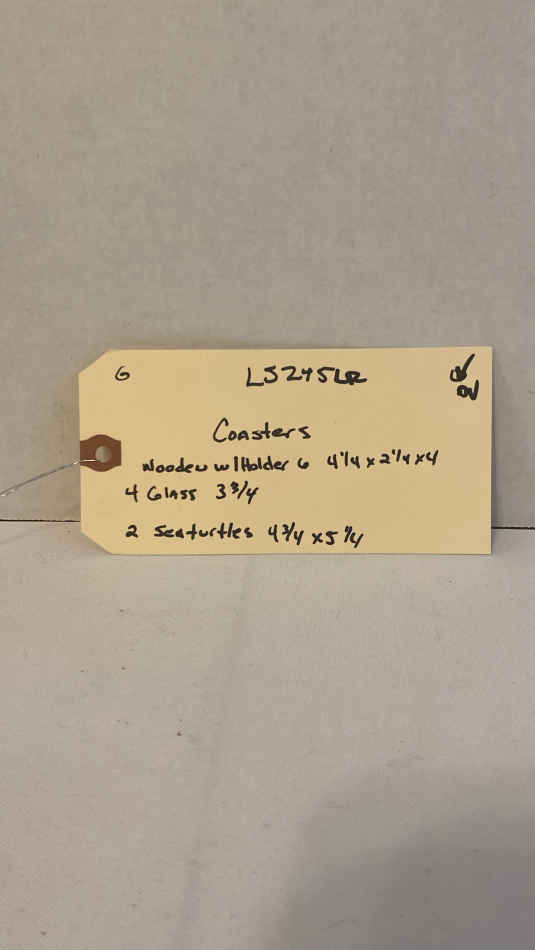 G LS245LR
Coasters
Wooden w/Holder 6 4 1/4 x 2 1/4 x 4
4 Glass 3 3/4
2 Seaturtles 4 3/4 x 5 1/4